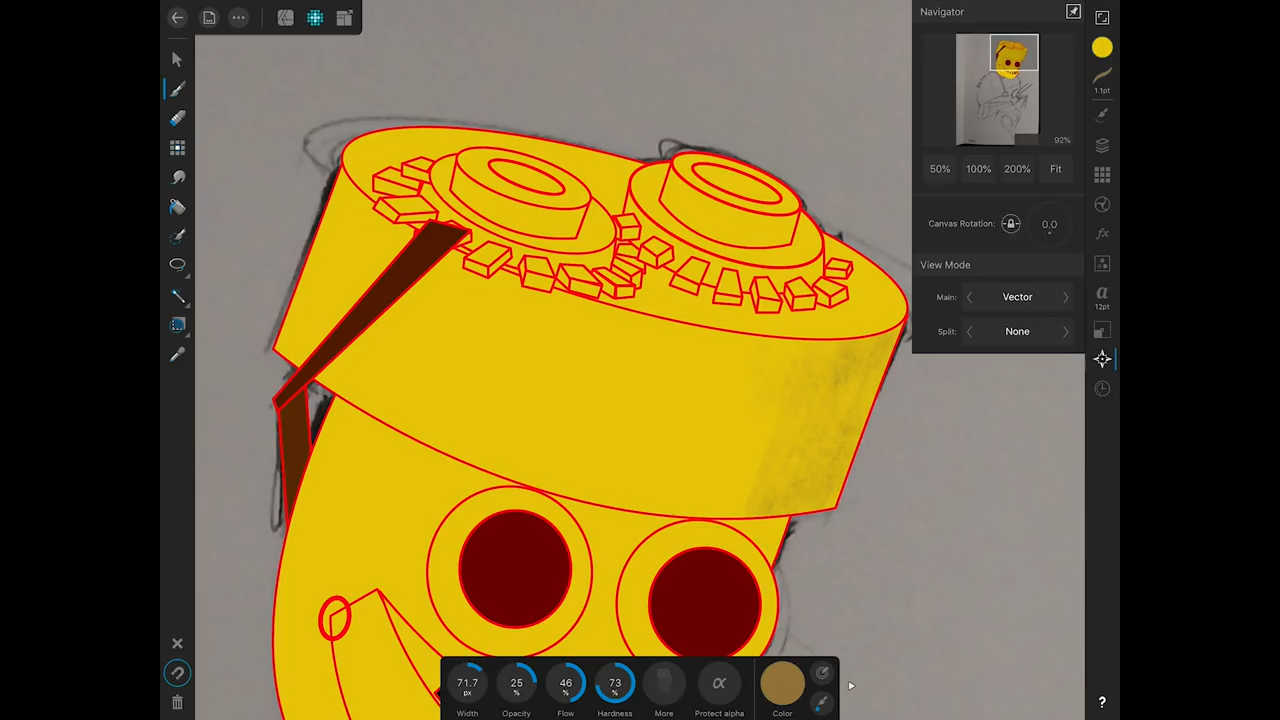 Navigator
1.1pt
92%
50% 100% 200% Fit
Canvas Rotation: 0.0
View Mode
Main: Vector
Split: None
a
12pt
fx
?
71.7 px 25 % 46 % 73 % α
Width Opacity Flow Hardness More Protect alpha Color